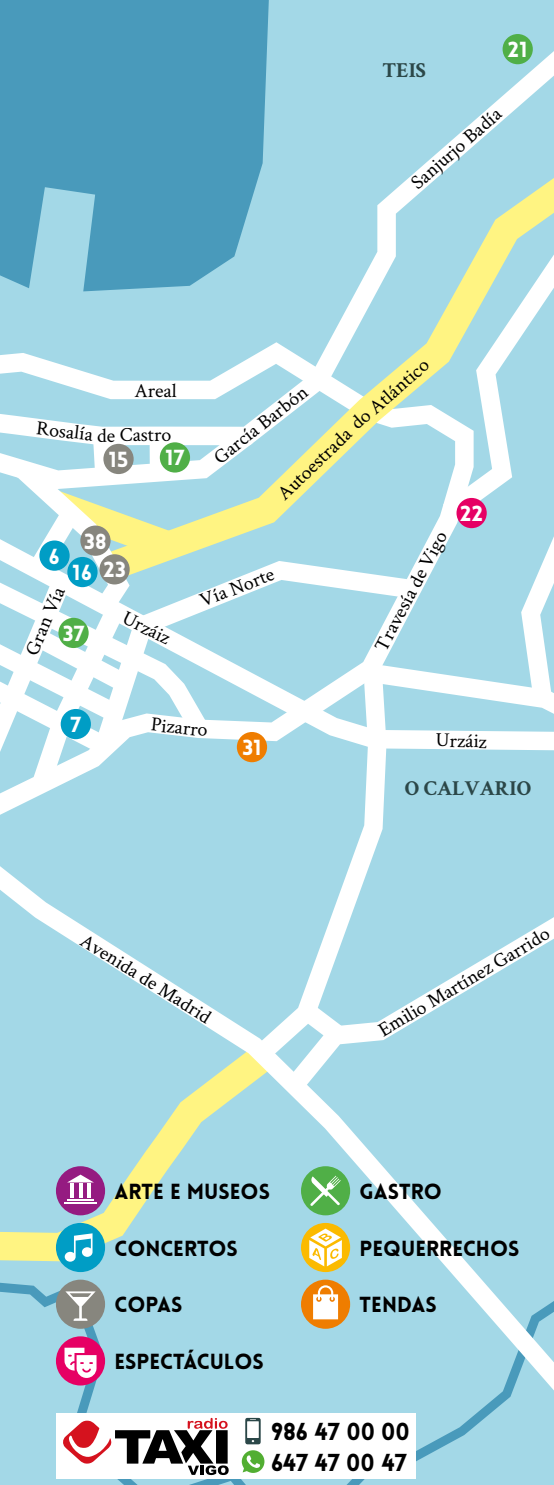 21
TEIS
Sanjurjo Badía
Autoestrada do Atlántico
Areal
García Barbón
Rosalía de Castro
15
17
22
38
6
16
23
Vía Norte
Travesía de Vigo
Gran Vía
37
Urzáiz
7
Pizarro
31
Urzáiz
O CALVARIO
Avenida de Madrid
Emilio Martínez Garrido
ARTE E MUSEOS
GASTRO
CONCERTOS
B
A C
PEQUERRECHOS
COPAS
TENDAS
ESPECTÁCULOS
radio
TAXI
VIGO
986 47 00 00
647 47 00 47